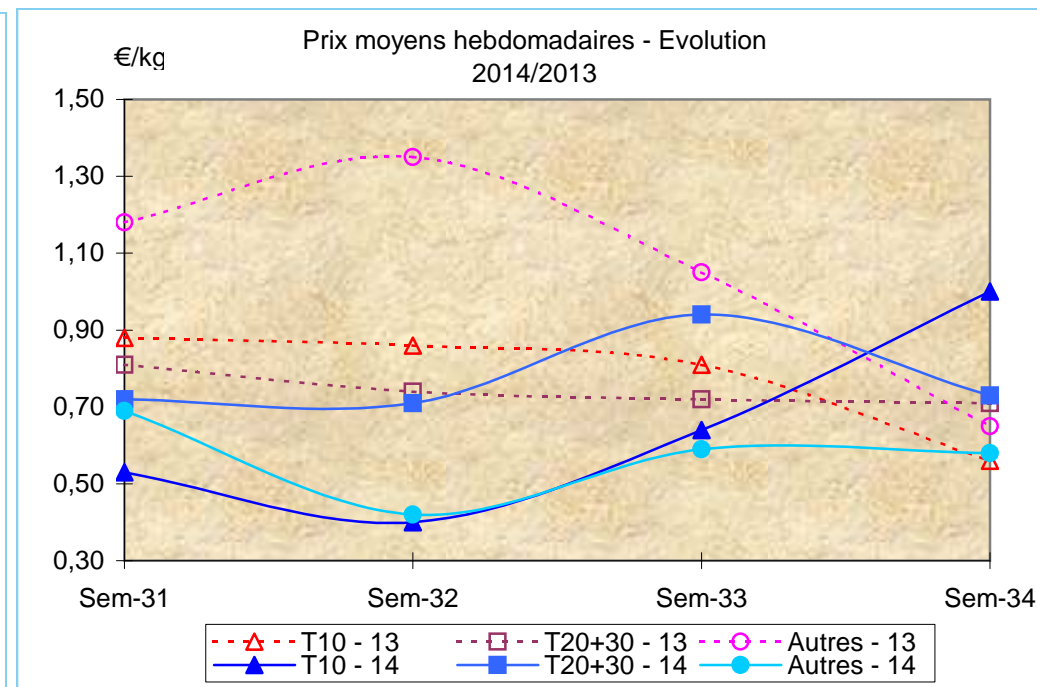 Prix moyens hebdomadaires - Evolution
2014/2013
€/kg
1,50
1,30
1,10
0,90
0,70
0,50
0,30
Sem-31 Sem-32 Sem-33 Sem-34
T10 - 13 T20+30 - 13 Autres - 13
T10 - 14 T20+30 - 14 Autres - 14